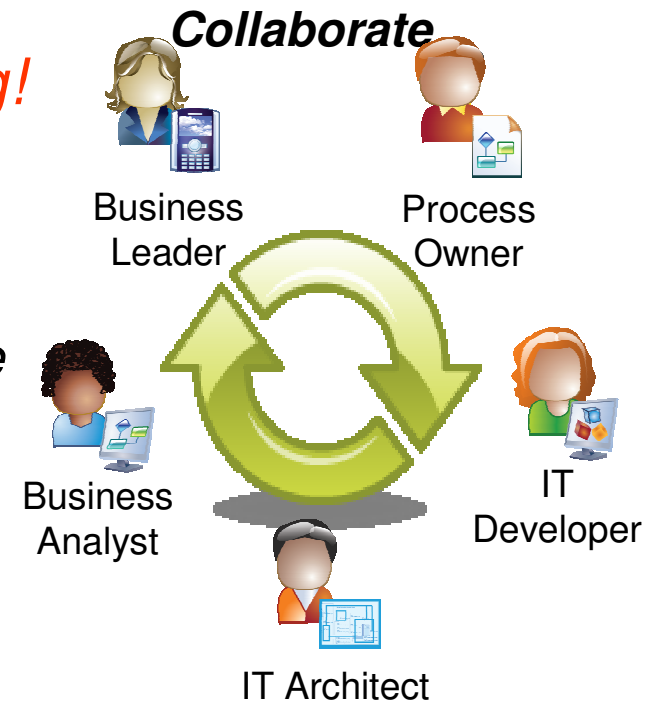 Collaborate
g!
Business
Leader
Process
Owner
e
Business
Analyst
IT
Developer
IT Architect